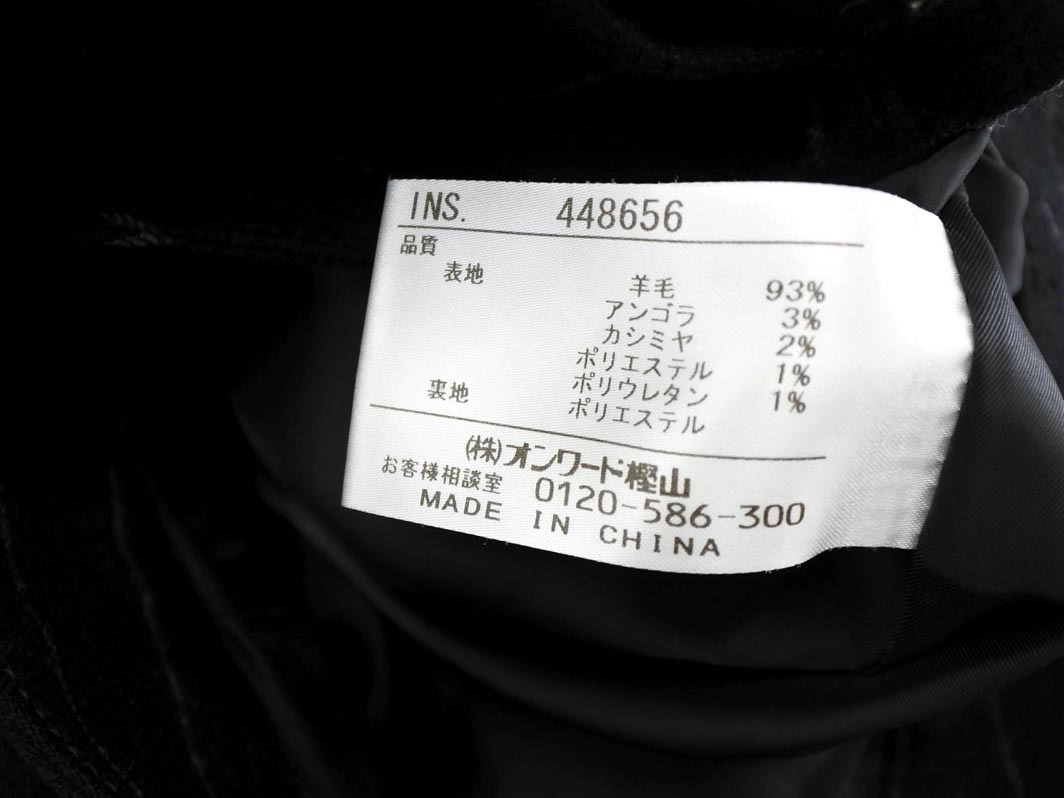 INS. 448656
品質
表地 羊毛 93%
アンゴラ 3%
カシミヤ 2%
ポリエステル 1%
ポリウレタン 1%
裏地 ポリエステル
(株)オンワード樫山
お客様相談室 0120-586-300
MADE IN CHINA